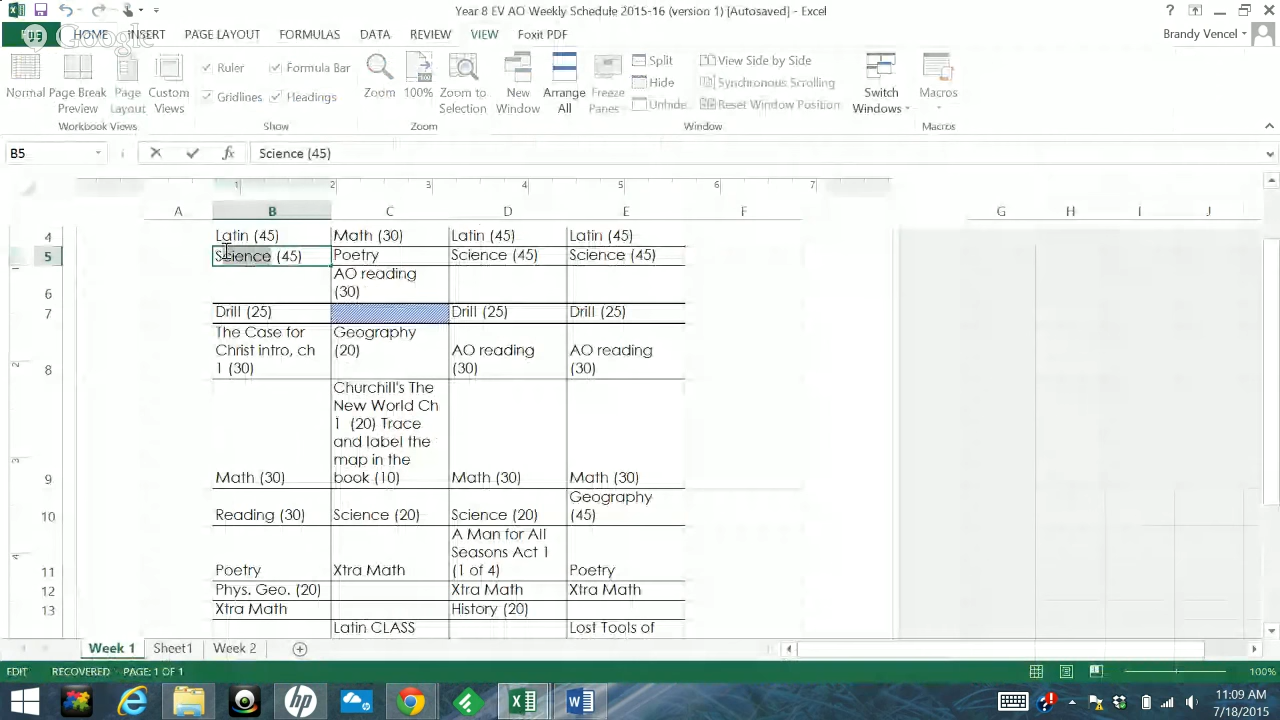 Year 8 EV AO Weekly Schedule 2015-16 (version 1) [Autosaved] - Excel
?
Google
FILE HOME INSERT PAGE LAYOUT FORMULAS DATA REVIEW VIEW Foxit PDF
Brandy Vencel
Normal Page Break Preview Page Layout Custom Views
Workbook Views
Ruler Formula Bar
Gridlines Headings
Show
Zoom 100% Zoom to Selection
Zoom
New Window Arrange All Freeze Panes
Split
Hide
Unhide
View Side by Side
Synchronous Scrolling
Reset Window Position
Switch Windows
Window
Macros
Macros
B5 fx Science (45)
1 2 3 4 5 6 7
A B C D E F G H I J
4 Latin (45) Math (30) Latin (45) Latin (45)
5 Science (45) Poetry Science (45) Science (45)
AO reading
6 (30)
7 Drill (25) Drill (25) Drill (25)
The Case for Geography
Christ intro, ch (20) AO reading AO reading
8 1 (30) (30) (30)
Churchill's The
New World Ch
1 (20) Trace
and label the
map in the
9 Math (30) book (10) Math (30) Math (30)
Geography
10 Reading (30) Science (20) Science (20) (45)
A Man for All
Seasons Act 1
11 Poetry Xtra Math (1 of 4) Poetry
12 Phys. Geo. (20) Xtra Math Xtra Math
13 Xtra Math History (20)
Latin CLASS Lost Tools of
Week 1 Sheet1 Week 2
EDIT RECOVERED PAGE: 1 OF 1 100%
11:09 AM
7/18/2015